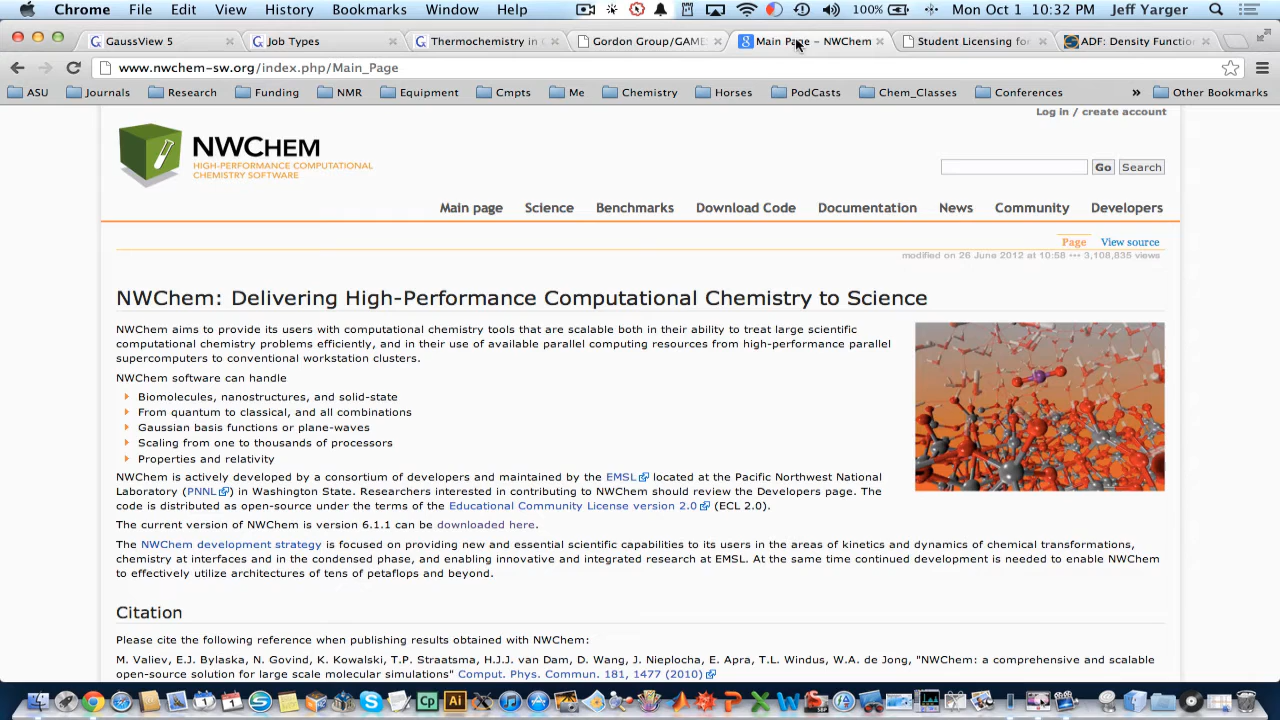 Chrome File Edit View History Bookmarks Window Help 100% Mon Oct 1 10:32 PM Jeff Yarger
GaussView 5 Job Types Thermochemistry in Gordon Group/GAME Main Page – NWChem Student Licensing for ADF: Density Functio
www.nwchem-sw.org/index.php/Main_Page
ASU Journals Research Funding NMR Equipment Cmpts Me Chemistry Horses PodCasts Chem_Classes Conferences » Other Bookmarks
Log in / create account
NWCHEM
HIGH-PERFORMANCE COMPUTATIONAL
CHEMISTRY SOFTWARE
Go Search
Main page Science Benchmarks Download Code Documentation News Community Developers
Page View source
modified on 26 June 2012 at 10:58 ••• 3,108,835 views
NWChem: Delivering High-Performance Computational Chemistry to Science
NWChem aims to provide its users with computational chemistry tools that are scalable both in their ability to treat large scientific
computational chemistry problems efficiently, and in their use of available parallel computing resources from high-performance parallel
supercomputers to conventional workstation clusters.
NWChem software can handle
Biomolecules, nanostructures, and solid-state
From quantum to classical, and all combinations
Gaussian basis functions or plane-waves
Scaling from one to thousands of processors
Properties and relativity
NWChem is actively developed by a consortium of developers and maintained by the EMSL located at the Pacific Northwest National
Laboratory (PNNL) in Washington State. Researchers interested in contributing to NWChem should review the Developers page. The
code is distributed as open-source under the terms of the Educational Community License version 2.0 (ECL 2.0).
The current version of NWChem is version 6.1.1 can be downloaded here.
The NWChem development strategy is focused on providing new and essential scientific capabilities to its users in the areas of kinetics and dynamics of chemical transformations,
chemistry at interfaces and in the condensed phase, and enabling innovative and integrated research at EMSL. At the same time continued development is needed to enable NWChem
to effectively utilize architectures of tens of petaflops and beyond.
Citation
Please cite the following reference when publishing results obtained with NWChem:
M. Valiev, E.J. Bylaska, N. Govind, K. Kowalski, T.P. Straatsma, H.J.J. van Dam, D. Wang, J. Nieplocha, E. Apra, T.L. Windus, W.A. de Jong, "NWChem: a comprehensive and scalable
open-source solution for large scale molecular simulations" Comput. Phys. Commun. 181, 1477 (2010)